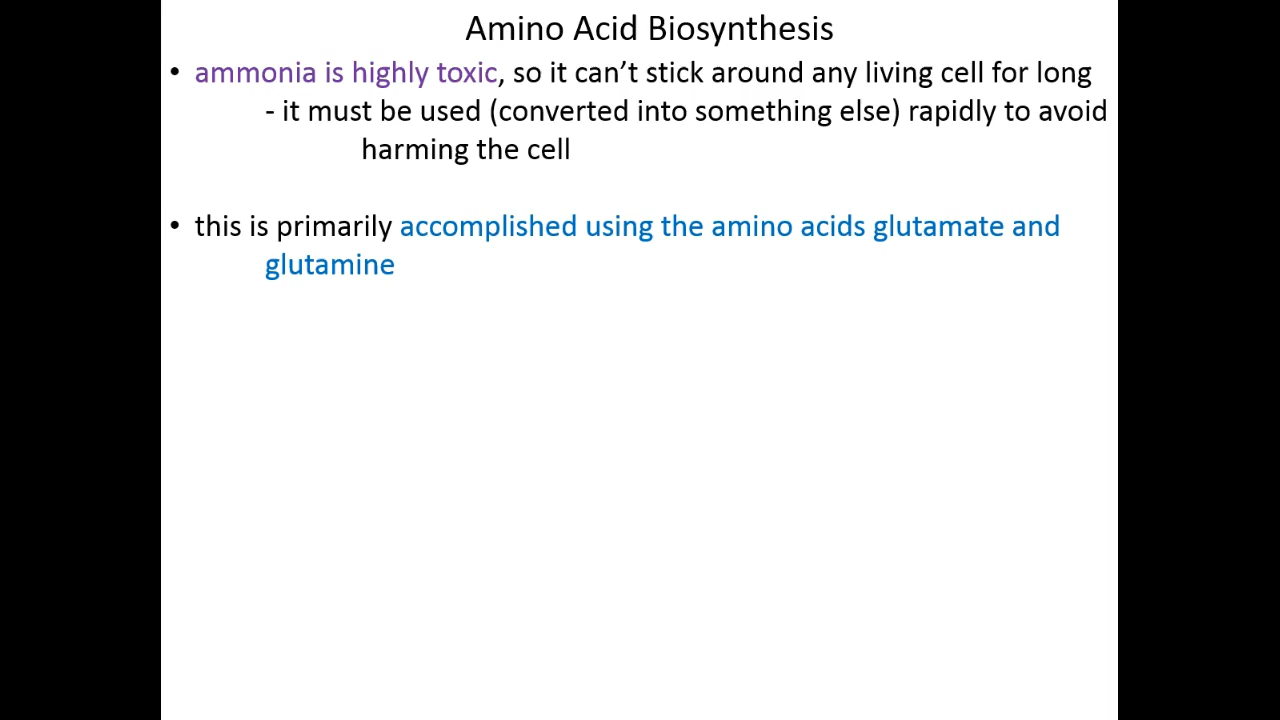 Amino Acid Biosynthesis
• ammonia is highly toxic, so it can’t stick around any living cell for long
- it must be used (converted into something else) rapidly to avoid
harming the cell
• this is primarily accomplished using the amino acids glutamate and
glutamine